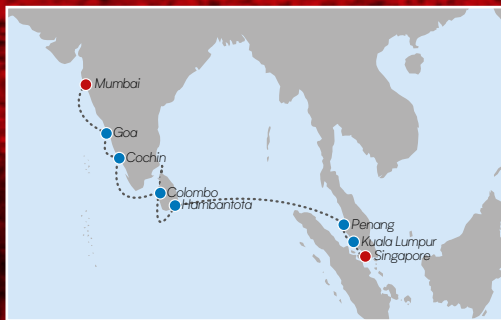 Mumbai
Goa
Cochin
Colombo
Hambantota
Penang
Kuala Lumpur
Singapore